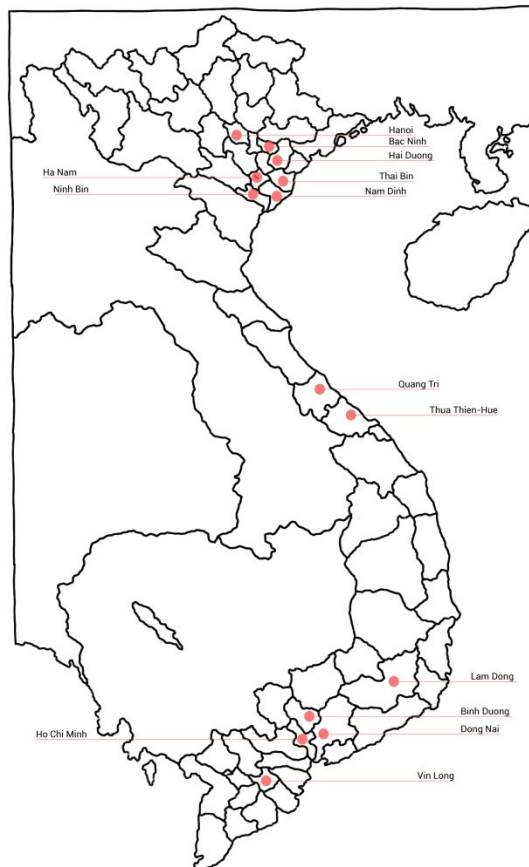 Hanoi
Bac Ninh
Hai Duong
Ha Nam
Thai Bin
Ninh Bin
Nam Dinh
Quang Tri
Thua Thien-Hue
Lam Dong
Binh Duong
Dong Nai
Ho Chi Minh
Vin Long